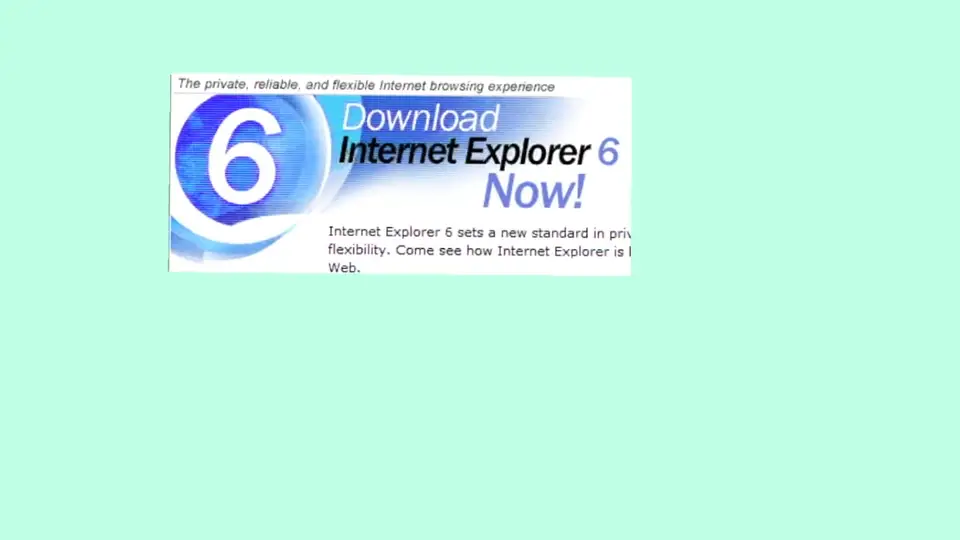 The private, reliable, and flexible Internet browsing experience
6
Download
Internet Explorer 6
Now!
Internet Explorer 6 sets a new standard in
flexibility. Come see how Internet Explorer is
Web.